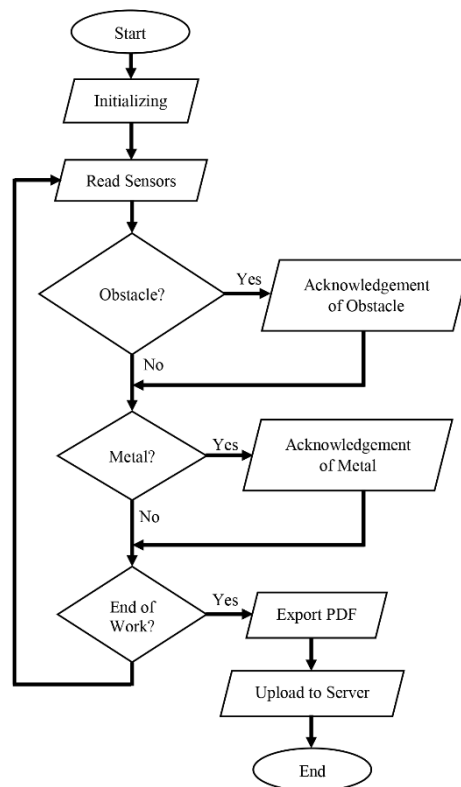 Start
Initializing
Read Sensors
Obstacle?
Yes
Acknowledgement
of Obstacle
No
Metal?
Yes
Acknowledgement
of Metal
No
End of
Work?
Yes
Export PDF
Upload to Server
End